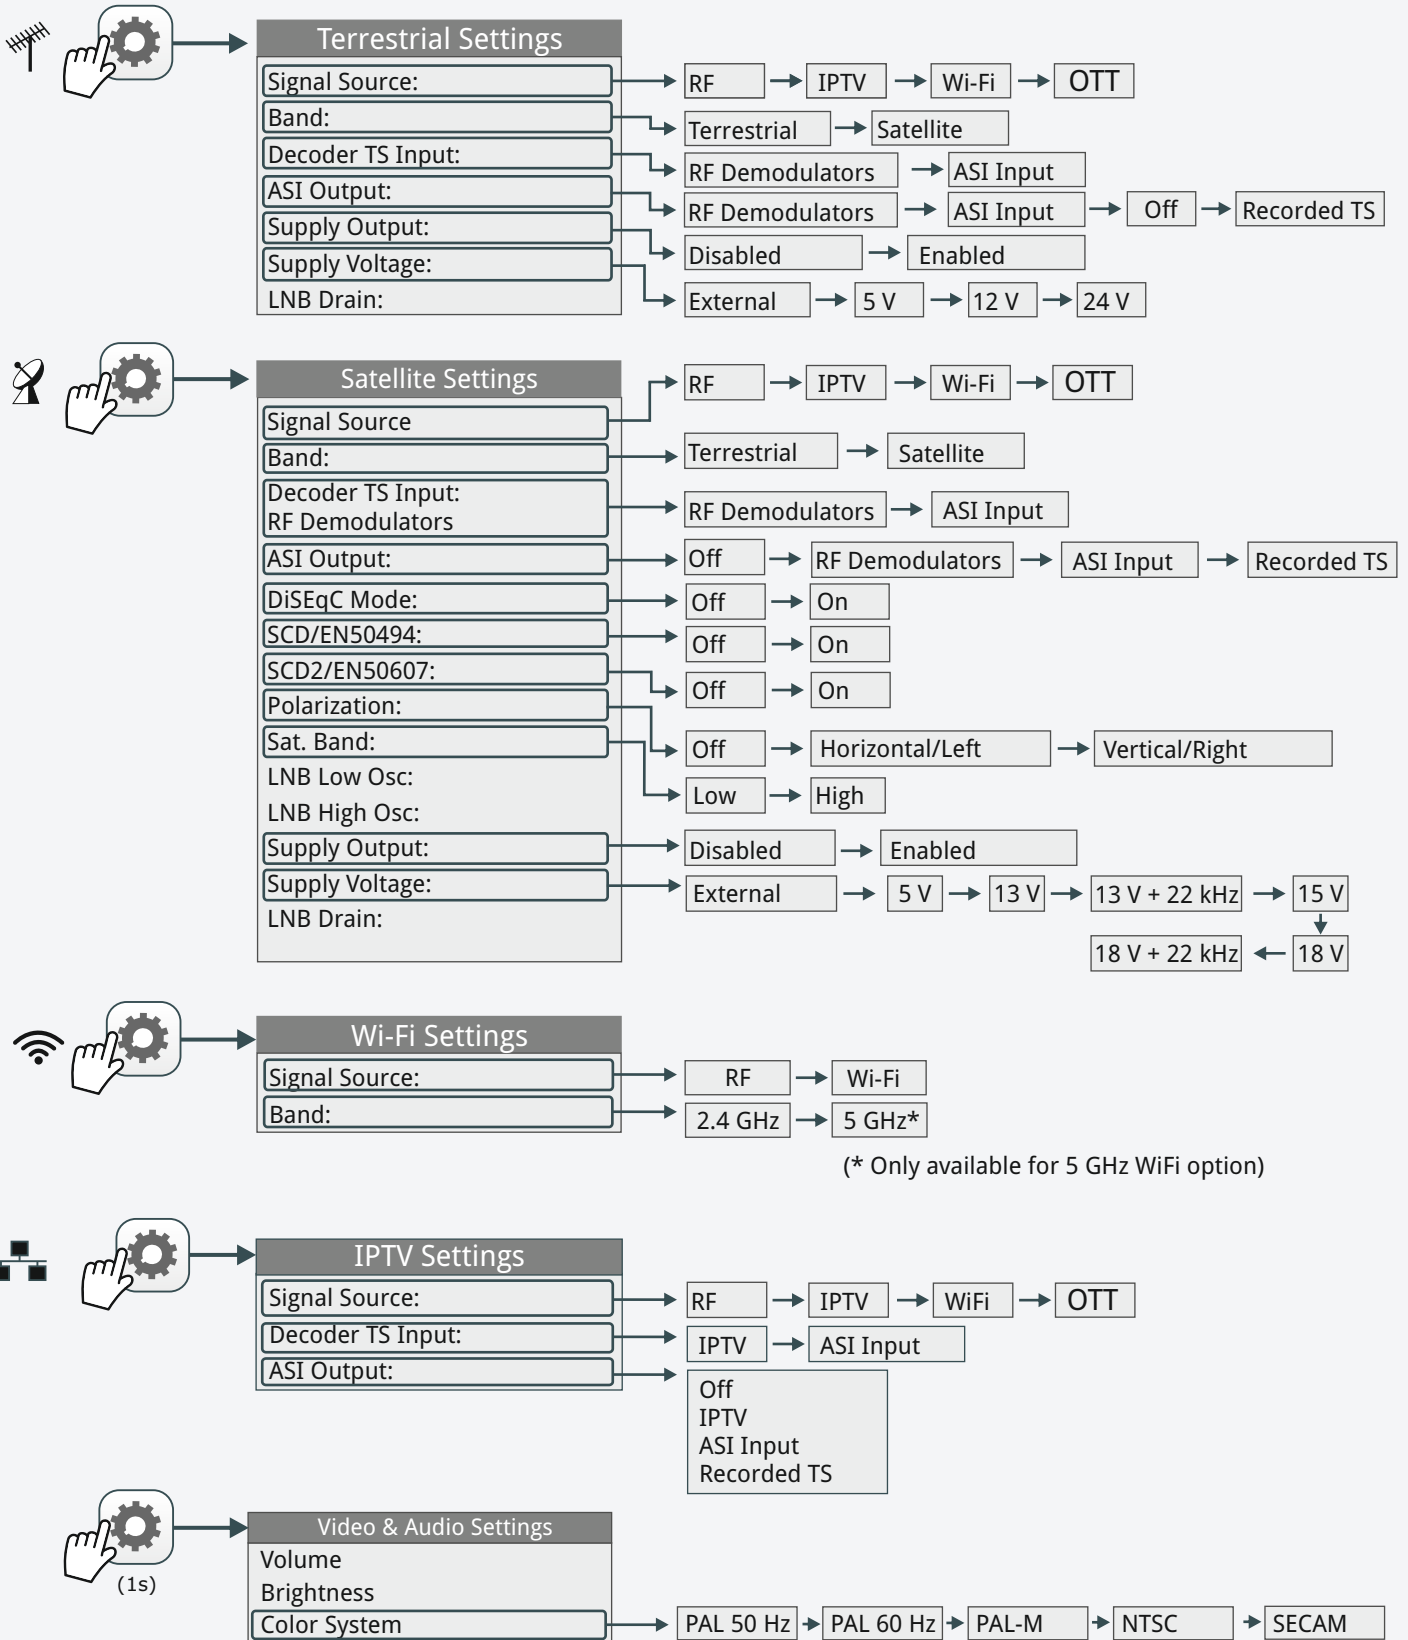 Terrestrial Settings
Signal Source:
RF
IPTV
Wi-Fi
OTT
Band:
Terrestrial
Satellite
Decoder TS Input:
RF Demodulators
ASI Input
ASI Output:
RF Demodulators
ASI Input
Off
Recorded TS
Supply Output:
Disabled
Enabled
Supply Voltage:
External
5 V
12 V
24 V
LNB Drain:
Satellite Settings
Signal Source
RF
IPTV
Wi-Fi
OTT
Band:
Terrestrial
Satellite
Decoder TS Input:
RF Demodulators
RF Demodulators
ASI Input
ASI Output:
Off
RF Demodulators
ASI Input
Recorded TS
DiSEqC Mode:
Off
On
SCD/EN50494:
Off
On
SCD2/EN50607:
Off
On
Polarization:
Off
Horizontal/Left
Vertical/Right
Sat. Band:
Low
High
LNB Low Osc:
LNB High Osc:
Supply Output:
Disabled
Enabled
Supply Voltage:
External
5 V
13 V
13 V + 22 kHz
15 V
18 V
18 V + 22 kHz
LNB Drain:
Wi-Fi Settings
Signal Source:
RF
Wi-Fi
Band:
2.4 GHz
5 GHz*
(* Only available for 5 GHz WiFi option)
IPTV Settings
Signal Source:
RF
IPTV
WiFi
OTT
Decoder TS Input:
IPTV
ASI Input
ASI Output:
Off
IPTV
ASI Input
Recorded TS
(1s)
Video & Audio Settings
Volume
Brightness
Color System
PAL 50 Hz
PAL 60 Hz
PAL-M
NTSC
SECAM